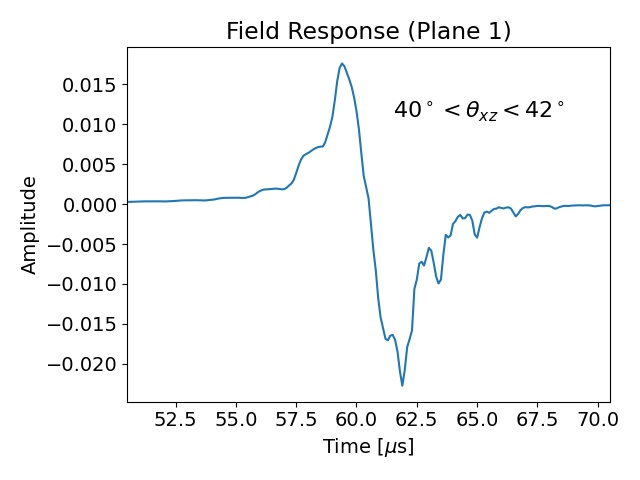 Field Response (Plane 1)
40° < θxz < 42°
0.015
0.010
0.005
0.000
−0.005
−0.010
−0.015
−0.020
Amplitude
52.5 55.0 57.5 60.0 62.5 65.0 67.5 70.0
Time [μs]